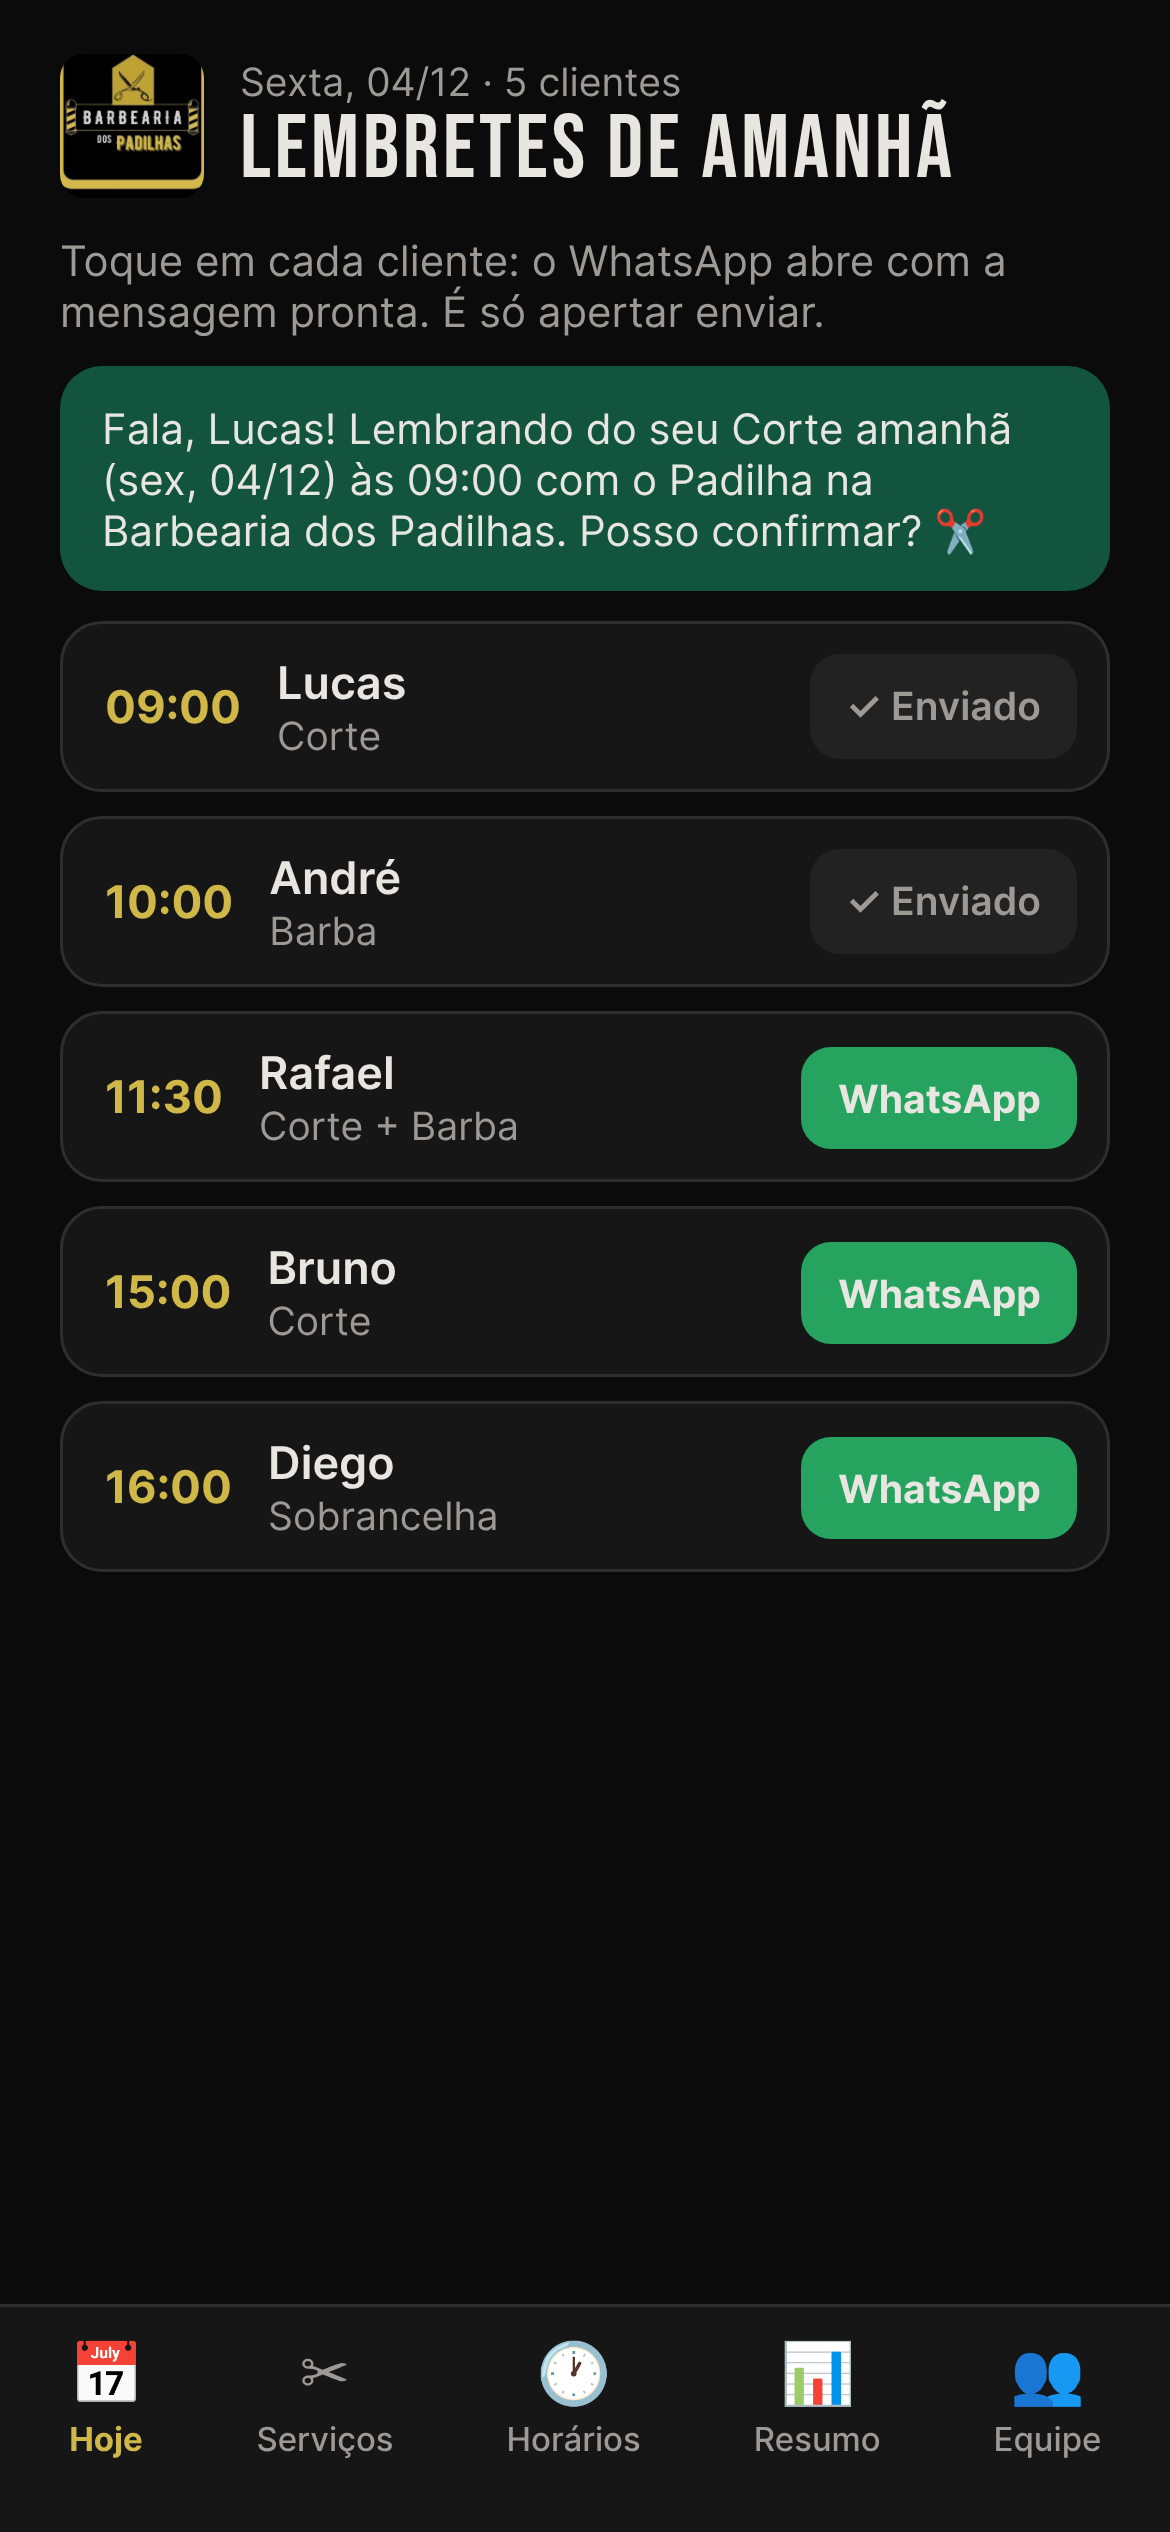 BARBEARIA
DOS PADILHAS
Sexta, 04/12 · 5 clientes
LEMBRETES DE AMANHÃ
Toque em cada cliente: o WhatsApp abre com a
mensagem pronta. É só apertar enviar.
Fala, Lucas! Lembrando do seu Corte amanhã
(sex, 04/12) às 09:00 com o Padilha na
Barbearia dos Padilhas. Posso confirmar? ✂️
09:00
Lucas
Corte
✓ Enviado
10:00
André
Barba
✓ Enviado
11:30
Rafael
Corte + Barba
WhatsApp
15:00
Bruno
Corte
WhatsApp
16:00
Diego
Sobrancelha
WhatsApp
July
17
Hoje
Serviços
Horários
Resumo
Equipe